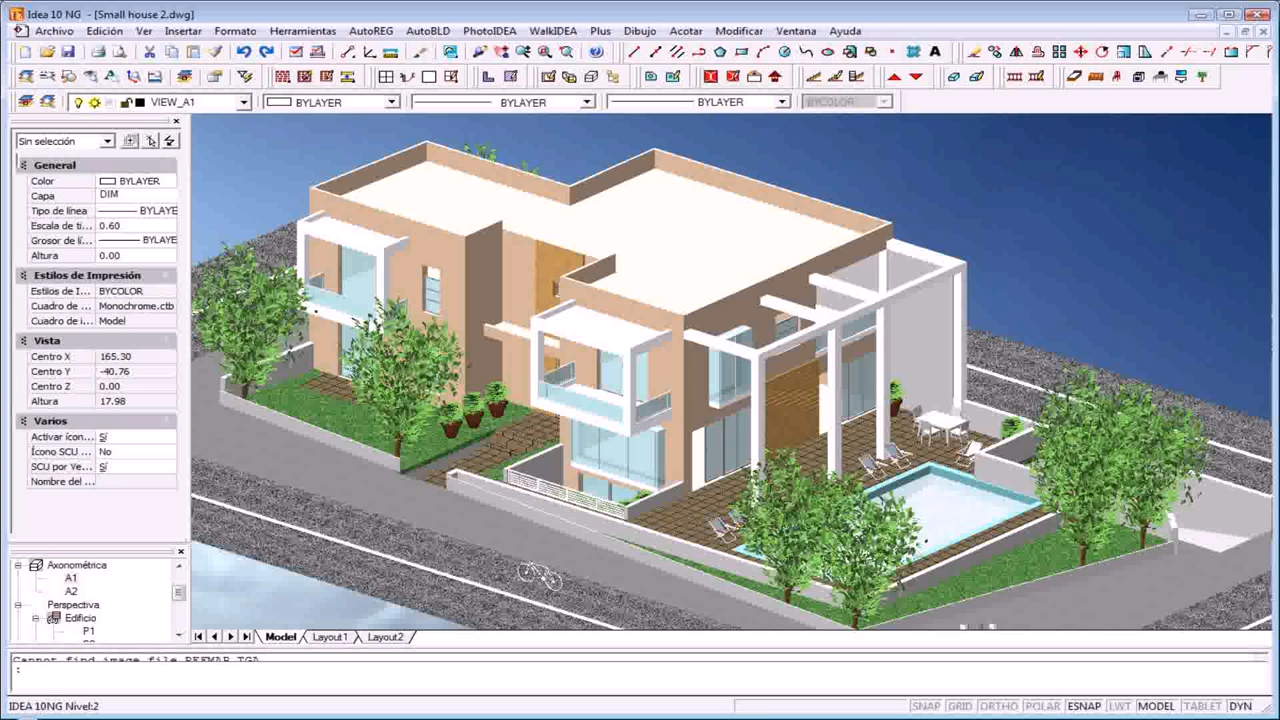 Idea 10 NG - [Small house 2.dwg]
Archivo Edición Ver Insertar Formato Herramientas AutoREG AutoBLD PhotoIDEA WalkIDEA Plus Dibujo Acotar Modificar Ventana Ayuda
VIEW_A1 BYLAYER BYLAYER BYLAYER BYCOLOR
Sin selección
General
Color BYLAYER
Capa DIM
Tipo de línea BYLAYE
Escala de ti... 0.60
Grosor de lí... BYLAYE
Altura 0.00
Estilos de Impresión
Estilos de I... BYCOLOR
Cuadro de ... Monochrome.ctb
Cuadro de i... Model
Vista
Centro X 165.30
Centro Y -40.76
Centro Z 0.00
Altura 17.98
Varios
Activar ícon... Sí
Ícono SCU ... No
SCU por Ve... Sí
Nombre del ...
Axonométrica
A1
A2
Perspectiva
Edificio
P1
Model Layout1 Layout2
Cannot find image file REFMAP.TGA
:
IDEA 10NG Nivel:2
SNAP GRID ORTHO POLAR ESNAP LWT MODEL TABLET DYN